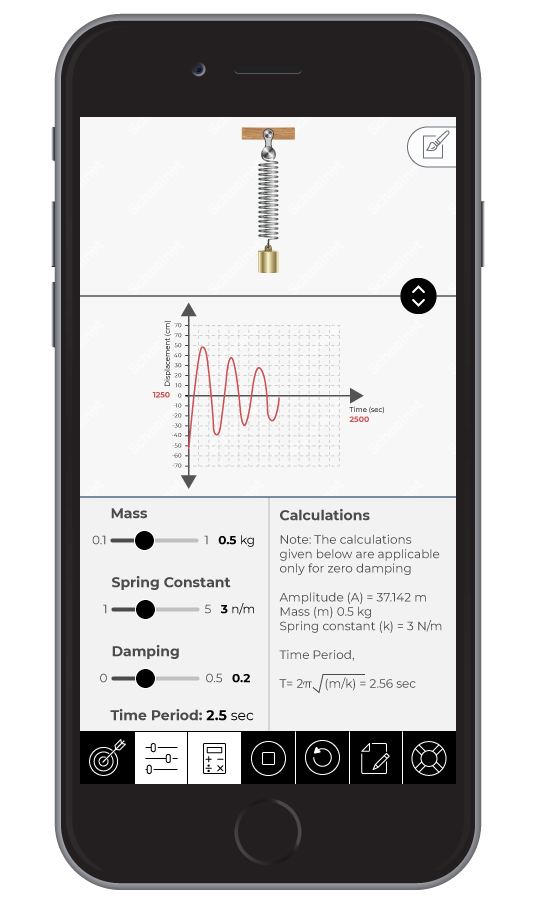 Displacement (cm)
70
70
50
40
30
20
10
0
-10
-20
-30
-40
-50
-60
-70
1250
Time (sec)
2500
Mass
0.1 1 0.5 kg
Spring Constant
1 5 3 n/m
Damping
0 0.5 0.2
Time Period: 2.5 sec
Calculations
Note: The calculations
given below are applicable
only for zero damping
Amplitude (A) = 37.142 m
Mass (m) 0.5 kg
Spring constant (k) = 3 N/m
Time Period,
T= 2π√(m/k) = 2.56 sec